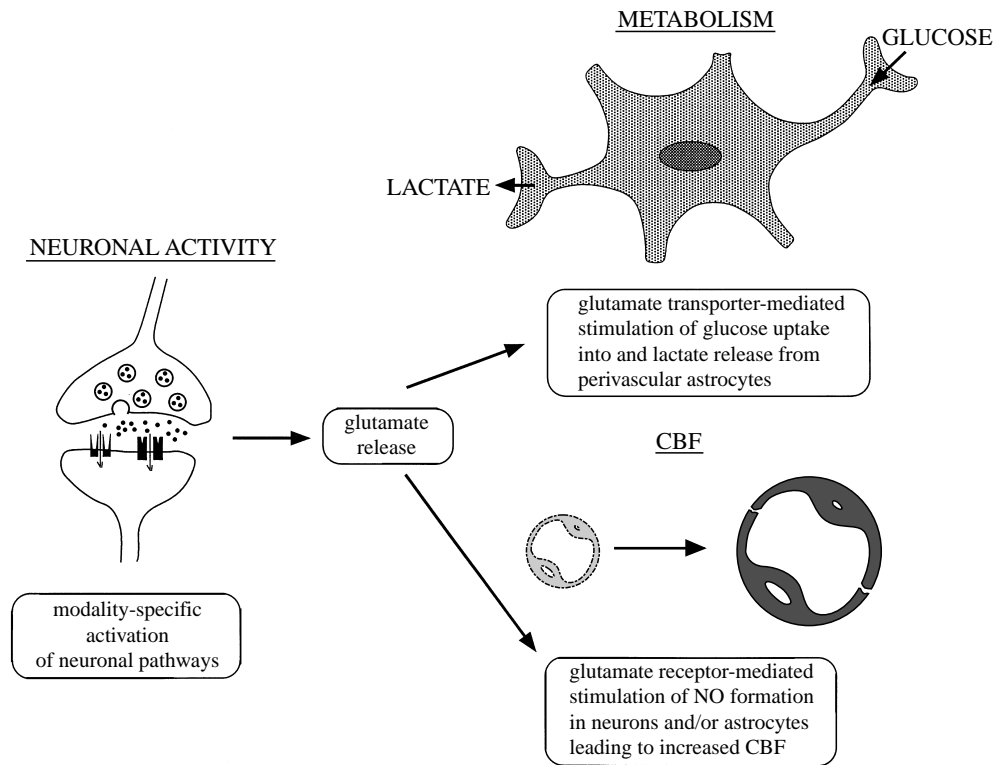 METABOLISM
GLUCOSE
LACTATE
NEURONAL ACTIVITY
glutamate transporter-mediated
stimulation of glucose uptake
into and lactate release from
perivascular astrocytes
glutamate
release
CBF
modality-specific
activation
of neuronal pathways
glutamate receptor-mediated
stimulation of NO formation
in neurons and/or astrocytes
leading to increased CBF